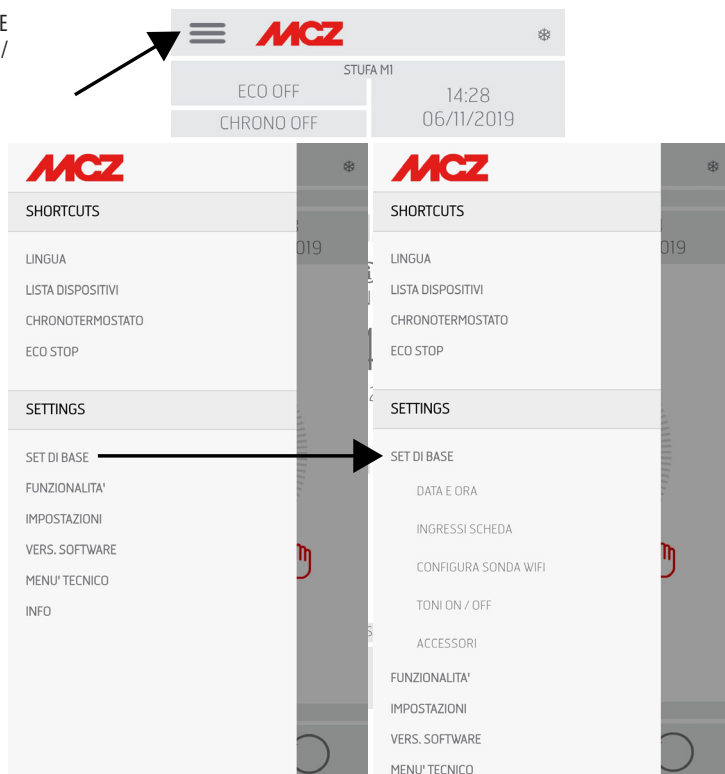 E
/
MCZ
STUFA M1
ECO OFF
14:28
CHRONO OFF
06/11/2019
MCZ
SHORTCUTS
019
LINGUA
LISTA DISPOSITIVI
CHRONOTERMOSTATO
ECO STOP
SETTINGS
SET DI BASE
FUNZIONALITA'
IMPOSTAZIONI
VERS. SOFTWARE
MENU' TECNICO
INFO
MCZ
SHORTCUTS
019
LINGUA
LISTA DISPOSITIVI
CHRONOTERMOSTATO
ECO STOP
SETTINGS
SET DI BASE
DATA E ORA
INGRESSI SCHEDA
CONFIGURA SONDA WIFI
TONI ON / OFF
ACCESSORI
FUNZIONALITA'
IMPOSTAZIONI
VERS. SOFTWARE
MENU' TECNICO